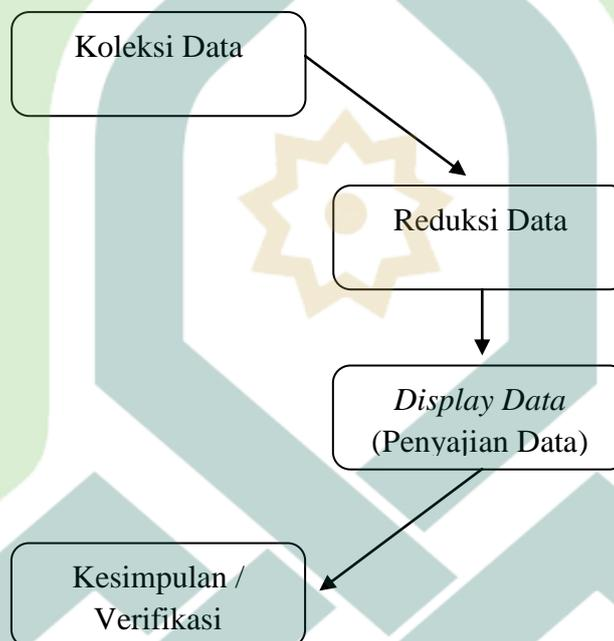 Koleksi Data
Reduksi Data
Display Data
(Penyajian Data)
Kesimpulan /
Verifikasi